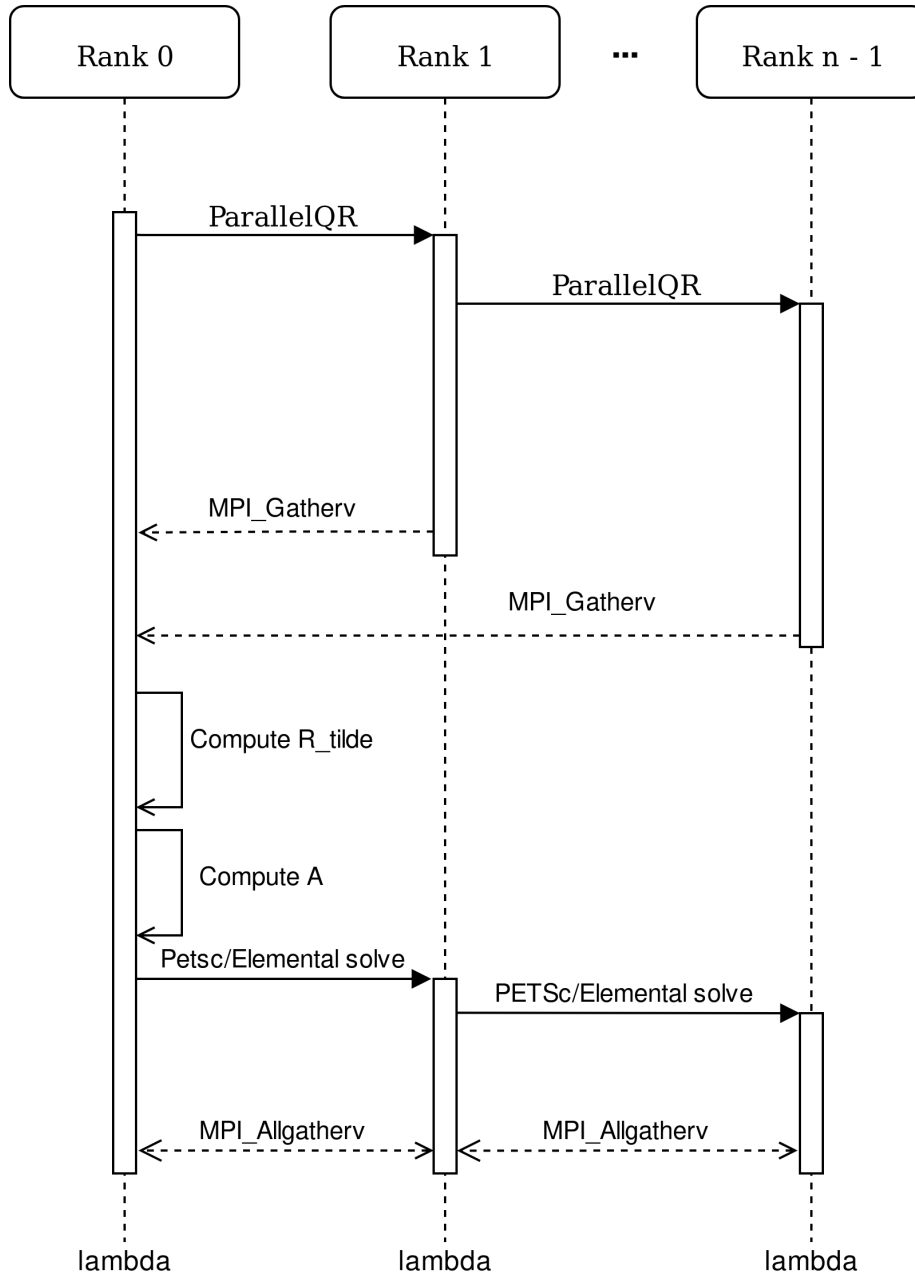 Rank 0
Rank 1
...
Rank n - 1
ParallelQR
ParallelQR
MPI_Gatherv
MPI_Gatherv
Compute R_tilde
Compute A
Petsc/Elemental solve
PETSc/Elemental solve
MPI_Allgatherv
MPI_Allgatherv
lambda
lambda
lambda